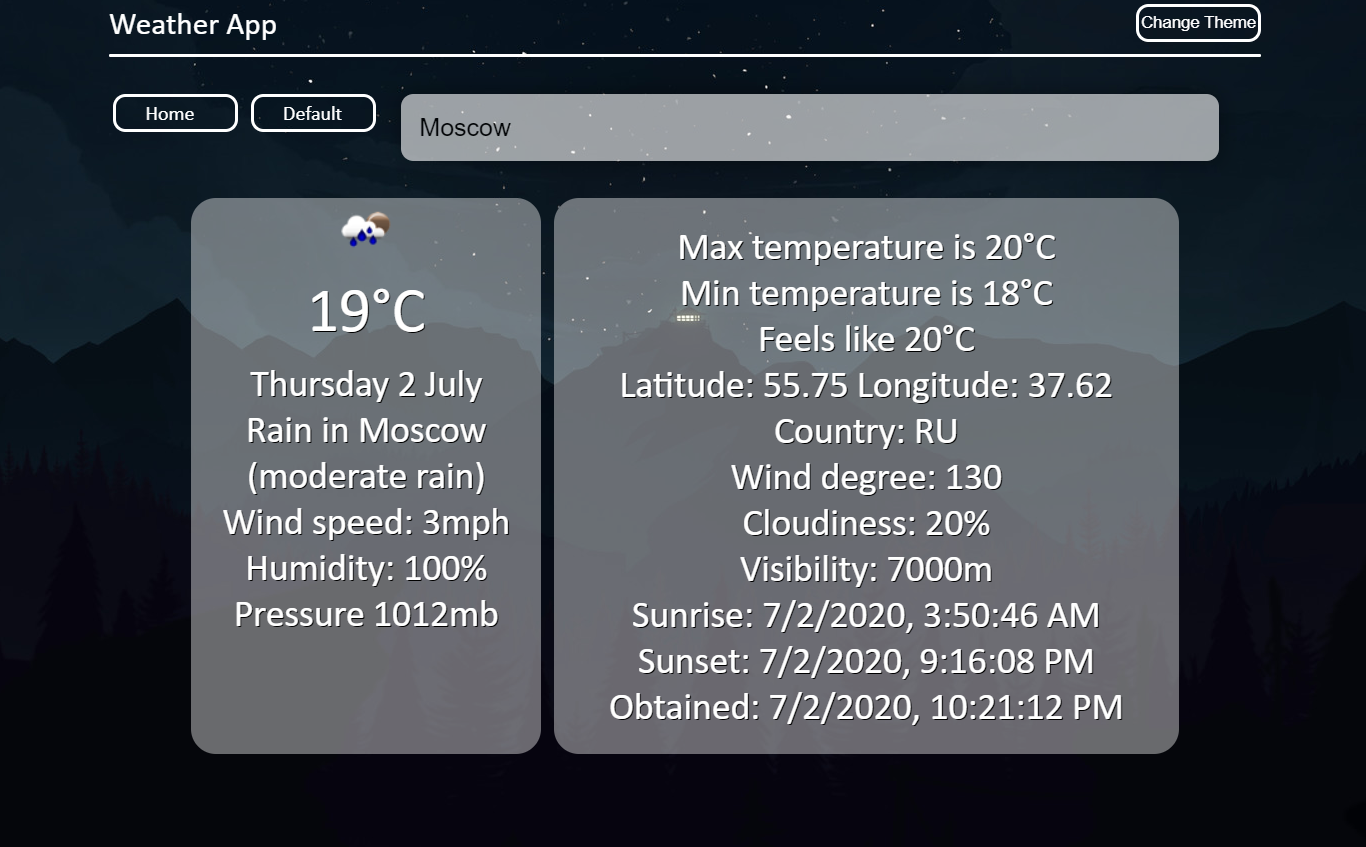 Weather App
Change Theme
Home
Default
Moscow
19°C
Thursday 2 July
Rain in Moscow
(moderate rain)
Wind speed: 3mph
Humidity: 100%
Pressure 1012mb
Max temperature is 20°C
Min temperature is 18°C
Feels like 20°C
Latitude: 55.75 Longitude: 37.62
Country: RU
Wind degree: 130
Cloudiness: 20%
Visibility: 7000m
Sunrise: 7/2/2020, 3:50:46 AM
Sunset: 7/2/2020, 9:16:08 PM
Obtained: 7/2/2020, 10:21:12 PM